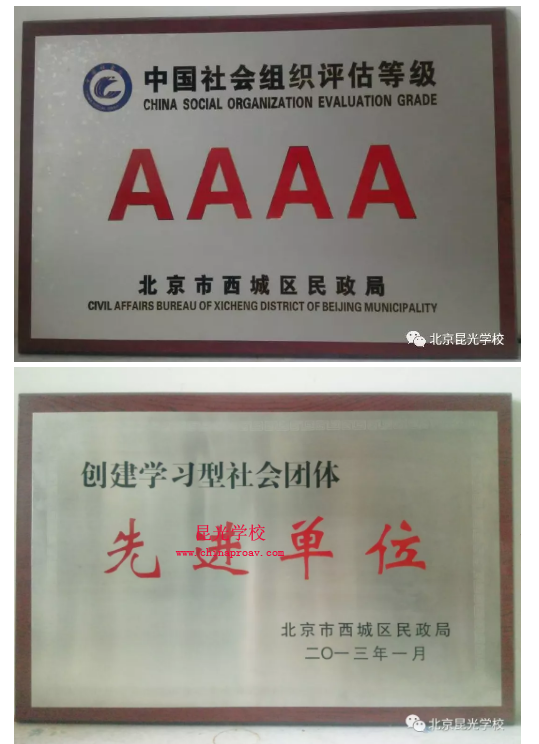 中国社会组织评估等级
CHINA SOCIAL ORGANIZATION EVALUATION GRADE
AAAA
北京市西城区民政局
CIVIL AFFAIRS BUREAU OF XICHENG DISTRICT OF BEIJING MUNICIPALITY
北京昆光学校
创建学习型社会团体
昆光学校
先进单位
www.chinaproav.com
北京市西城区民政局
二〇一三年一月
北京昆光学校